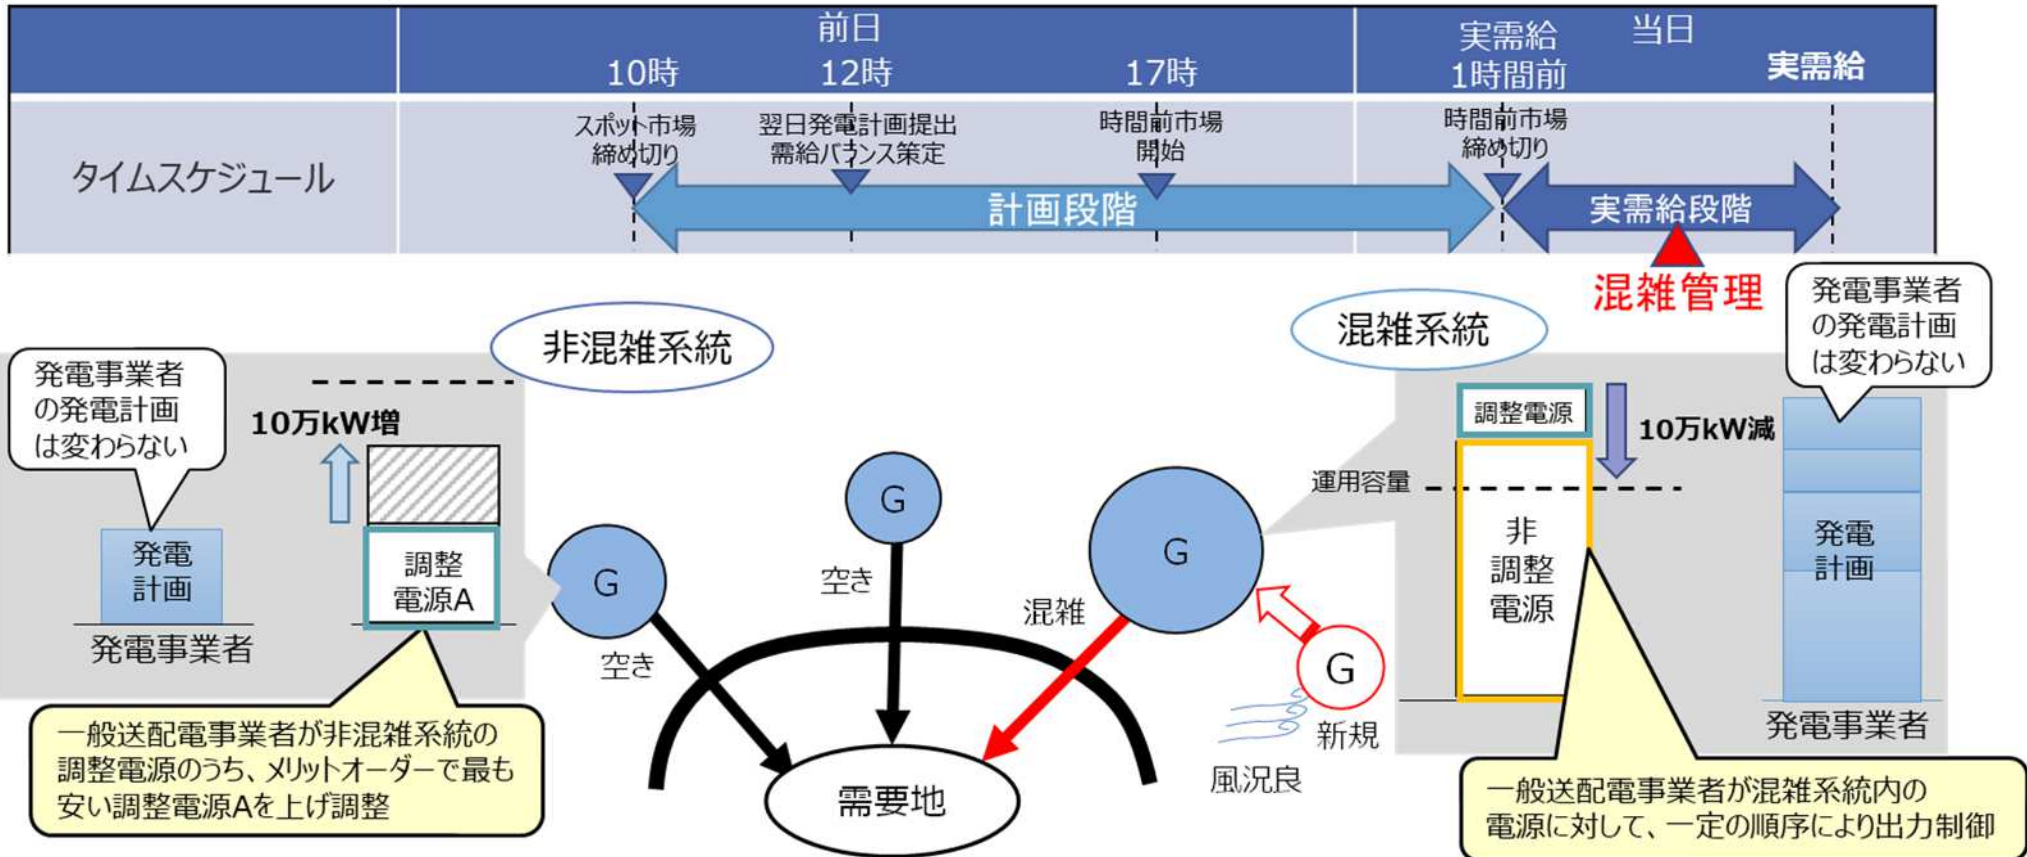 前日
10時
12時
17時
実需給
1時間前
当日
実需給
タイムスケジュール
スポット市場
締め切り
翌日発電計画提出
需給バランス策定
時間前市場
開始
時間前市場
締め切り
計画段階
実需給段階
混雑管理
非混雑系統
混雑系統
発電事業者
の発電計画
は変わらない
10万kW増
発電
計画
発電事業者
調整
電源A
一般送配電事業者が非混雑系統の
調整電源のうち、メリットオーダーで最も
安い調整電源Aを上げ調整
G
空き
G
空き
G
混雑
G
新規
風況良
需要地
発電事業者
の発電計画
は変わらない
調整電源
10万kW減
運用容量
非
調整
電源
発電
計画
発電事業者
一般送配電事業者が混雑系統内の
電源に対して、一定の順序により出力制御